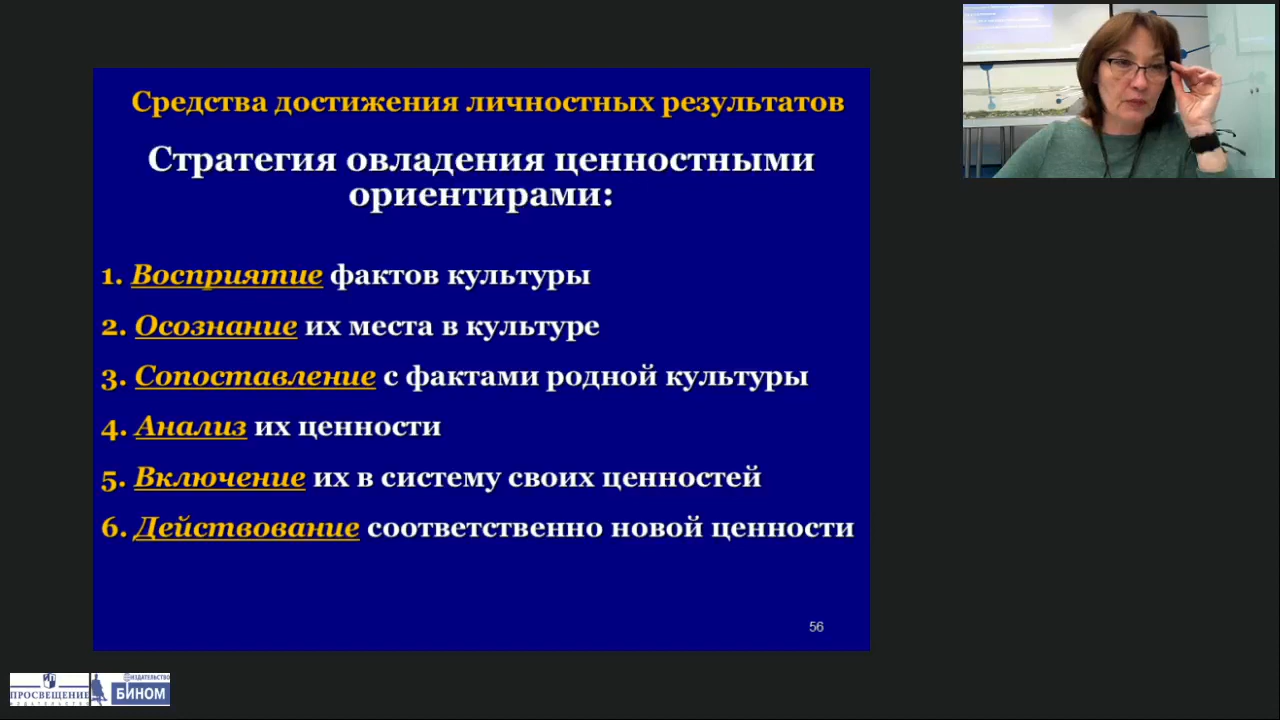 Средства достижения личностных результатов
Стратегия овладения ценностными
ориентирами:
1. Восприятие фактов культуры
2. Осознание их места в культуре
3. Сопоставление с фактами родной культуры
4. Анализ их ценности
5. Включение их в систему своих ценностей
6. Действование соответственно новой ценности
56
ПРОСВЕЩЕНИЕ
ИЗДАТЕЛЬСТВО
ИЗДАТЕЛЬСТВО
БИНОМ